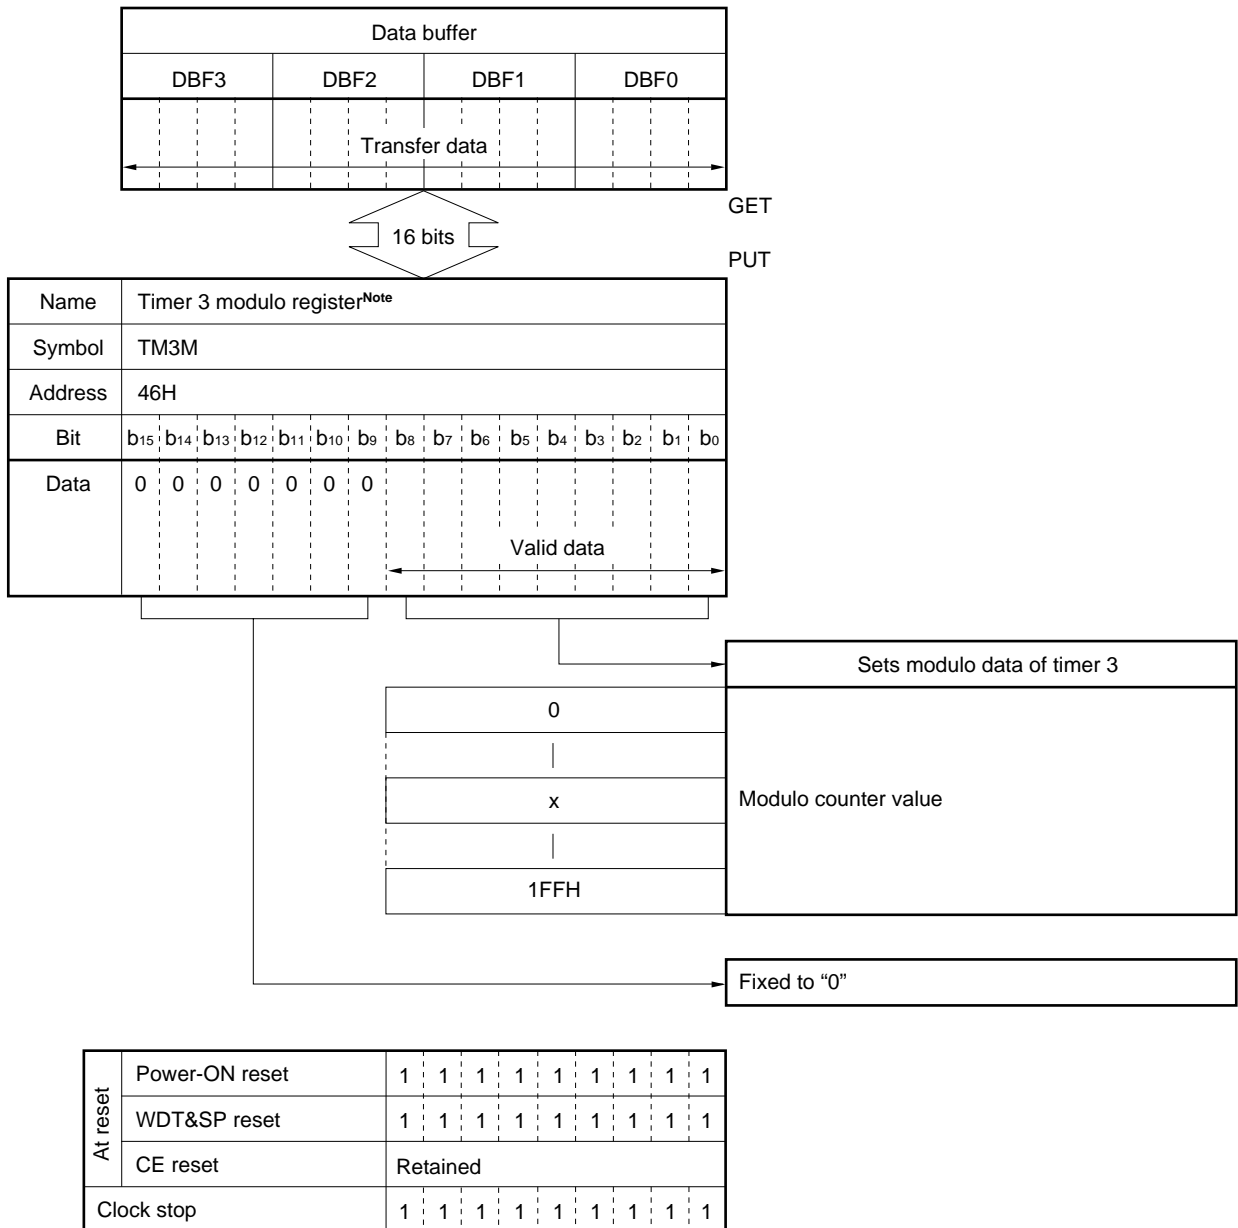 Data buffer
DBF3 DBF2 DBF1 DBF0
Transfer data
GET
16 bits
PUT
Name Timer 3 modulo registerNote
Symbol TM3M
Address 46H
Bit b15 b14 b13 b12 b11 b10 b9 b8 b7 b6 b5 b4 b3 b2 b1 b0
Data 0 0 0 0 0 0 0
Valid data
Sets modulo data of timer 3
0
x
Modulo counter value
1FFH
Fixed to “0”
At reset
Power-ON reset 1 1 1 1 1 1 1 1 1
WDT&SP reset 1 1 1 1 1 1 1 1 1
CE reset Retained
Clock stop 1 1 1 1 1 1 1 1 1